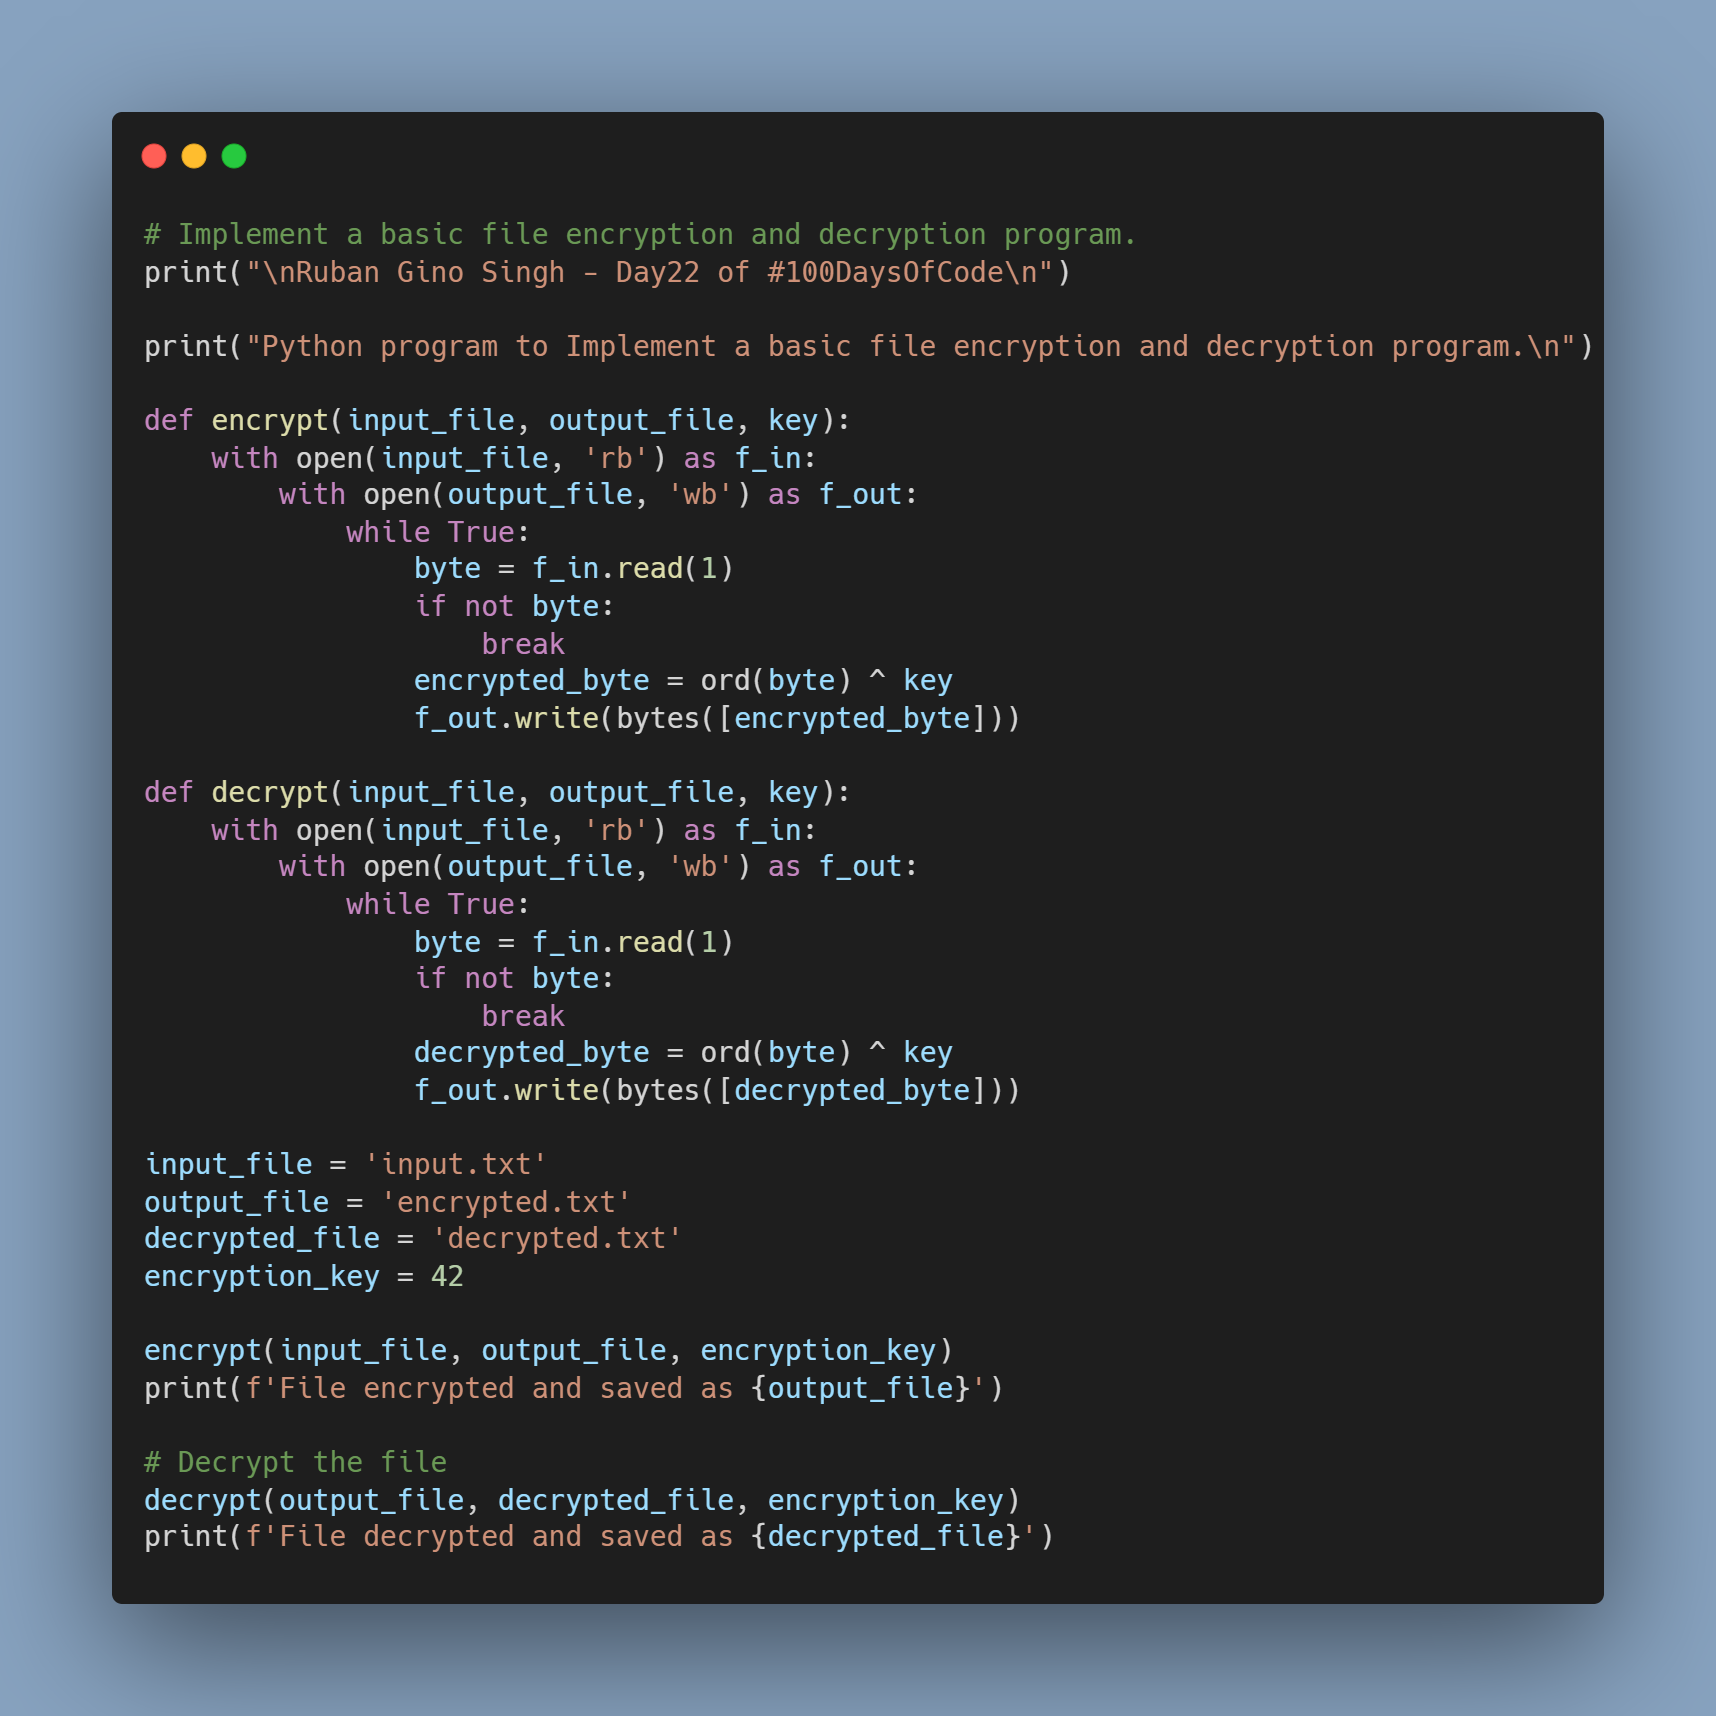 # Implement a basic file encryption and decryption program.
print("\nRuban Gino Singh - Day22 of #100DaysOfCode\n")

print("Python program to Implement a basic file encryption and decryption program.\n")

def encrypt(input_file, output_file, key):
    with open(input_file, 'rb') as f_in:
        with open(output_file, 'wb') as f_out:
            while True:
                byte = f_in.read(1)
                if not byte:
                    break
                encrypted_byte = ord(byte) ^ key
                f_out.write(bytes([encrypted_byte]))

def decrypt(input_file, output_file, key):
    with open(input_file, 'rb') as f_in:
        with open(output_file, 'wb') as f_out:
            while True:
                byte = f_in.read(1)
                if not byte:
                    break
                decrypted_byte = ord(byte) ^ key
                f_out.write(bytes([decrypted_byte]))

input_file = 'input.txt'
output_file = 'encrypted.txt'
decrypted_file = 'decrypted.txt'
encryption_key = 42

encrypt(input_file, output_file, encryption_key)
print(f'File encrypted and saved as {output_file}')

# Decrypt the file
decrypt(output_file, decrypted_file, encryption_key)
print(f'File decrypted and saved as {decrypted_file}')